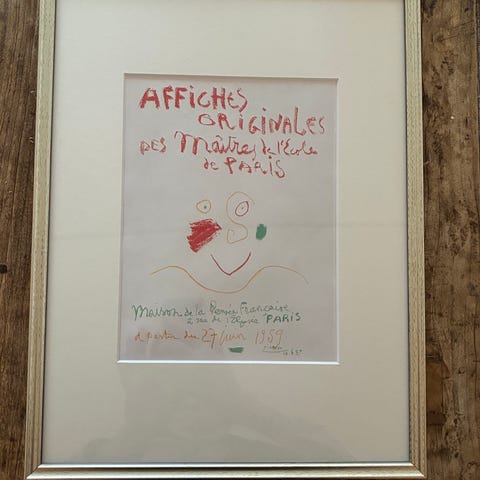 AFFICHES
ORIGINALES
DES Maîtres de l'Ecole
de PARIS
Maison de la Pensée Française
2 rue de l'Elysée PARIS
à partir du 27 juin 1959